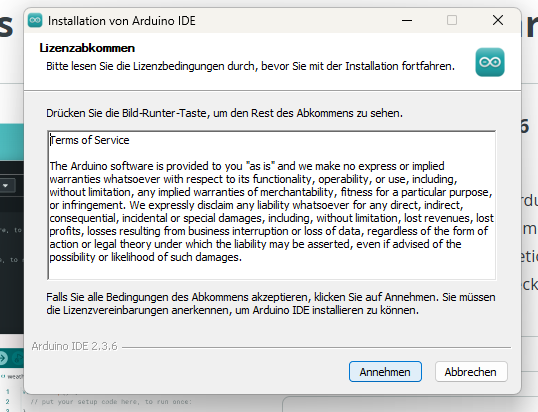 Installation von Arduino IDE
Lizenzabkommen
Bitte lesen Sie die Lizenzbedingungen durch, bevor Sie mit der Installation fortfahren.
Drücken Sie die Bild-Runter-Taste, um den Rest des Abkommens zu sehen.
Terms of Service
The Arduino software is provided to you "as is" and we make no express or implied
warranties whatsoever with respect to its functionality, operability, or use, including,
without limitation, any implied warranties of merchantability, fitness for a particular purpose,
or infringement. We expressly disclaim any liability whatsoever for any direct, indirect,
consequential, incidental or special damages, including, without limitation, lost revenues, lost
profits, losses resulting from business interruption or loss of data, regardless of the form of
action or legal theory under which the liability may be asserted, even if advised of the
possibility or likelihood of such damages.
Falls Sie alle Bedingungen des Abkommens akzeptieren, klicken Sie auf Annehmen. Sie müssen
die Lizenzvereinbarungen anerkennen, um Arduino IDE installieren zu können.
Arduino IDE 2.3.6
Annehmen
Abbrechen
1
2 // put your setup code here, to run once: